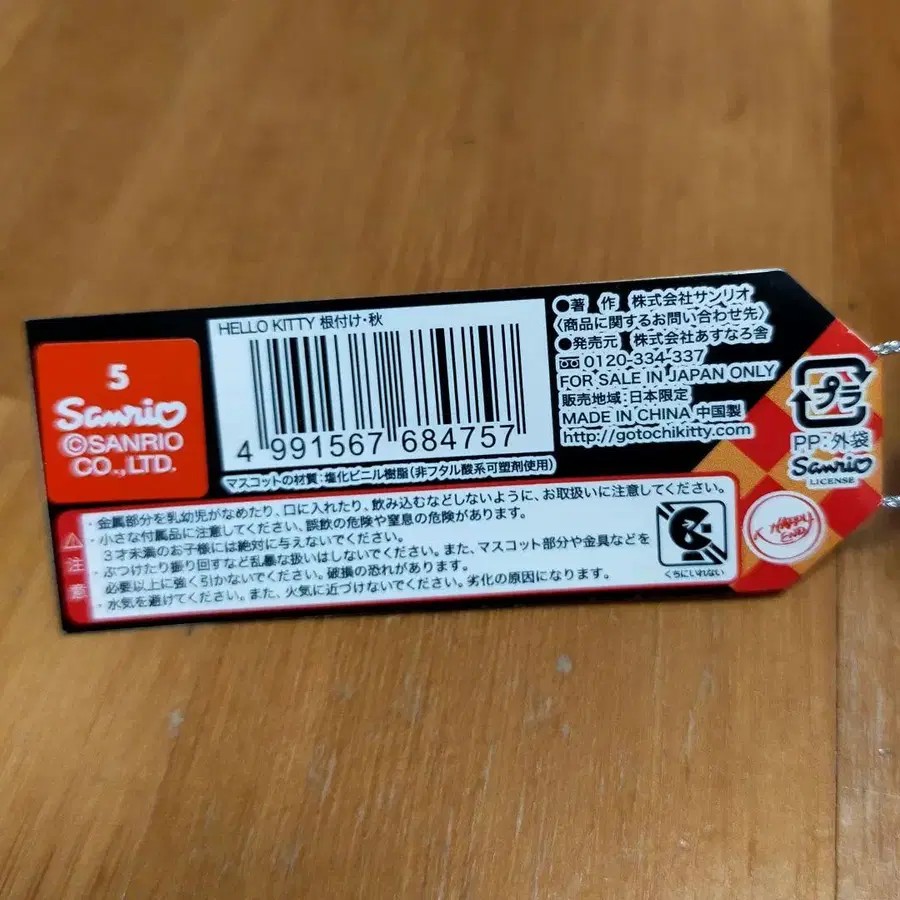 5
Sanrio
©SANRIO
CO.,LTD.
HELLO KITTY 根付け・秋
4 991567 684757
マスコットの材質:塩化ビニル樹脂(非フタル酸系可塑剤使用)
●著 作 株式会社サンリオ
〈商品に関するお問い合わせ先〉
●発売元 株式会社あすなろ舎
0120-334-337
FOR SALE IN JAPAN ONLY
販売地域:日本限定
MADE IN CHINA 中国製
http://gotochikitty.com/
プラ
PP:外袋
Sanrio
LICENSE
HAPPY
END
注意
・金属部分を乳幼児がなめたり、口に入れたり、飲み込むなどしないように、お取扱いに注意してください。
・小さな付属品に注意してください。誤飲の危険や窒息の危険があります。
3才未満のお子様には絶対に与えないでください。
・ぶつけたり振り回すなど乱暴な扱いはしないでください。また、マスコット部分や金具などを
必要以上に強く引かないでください。破損の恐れがあります。
・水気を避けてください。また、火気に近づけないでください。劣化の原因になります。
くちにいれない